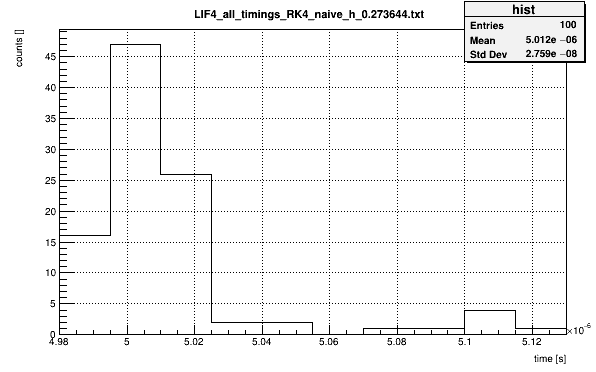 LIF4_all_timings_RK4_naive_h_0.273644.txt
hist
Entries 100
Mean 5.012e −06
Std Dev 2.759e −08
counts []
45
40
35
30
25
20
15
10
5
0
4.98 5 5.02 5.04 5.06 5.08 5.1 5.12
×10⁻⁶
time [s]